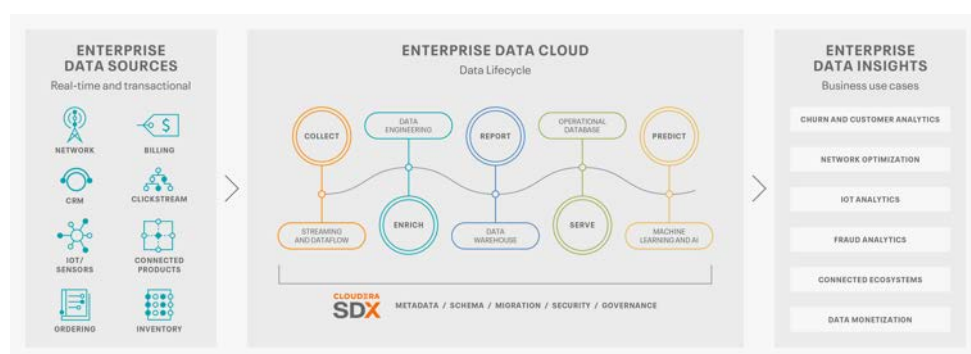 ENTERPRISE
DATA SOURCES
Real-time and transactional
NETWORK
BILLING
CRM
CLICKSTREAM
IOT/
SENSORS
CONNECTED
PRODUCTS
ORDERING
INVENTORY
ENTERPRISE DATA CLOUD
Data Lifecycle
COLLECT
DATA
ENGINEERING
REPORT
OPERATIONAL
DATABASE
PREDICT
STREAMING
AND DATAFLOW
ENRICH
DATA
WAREHOUSE
SERVE
MACHINE
LEARNING AND AI
CLOUDERA
SDX
METADATA / SCHEMA / MIGRATION / SECURITY / GOVERNANCE
ENTERPRISE
DATA INSIGHTS
Business use cases
CHURN AND CUSTOMER ANALYTICS
NETWORK OPTIMIZATION
IOT ANALYTICS
FRAUD ANALYTICS
CONNECTED ECOSYSTEMS
DATA MONETIZATION